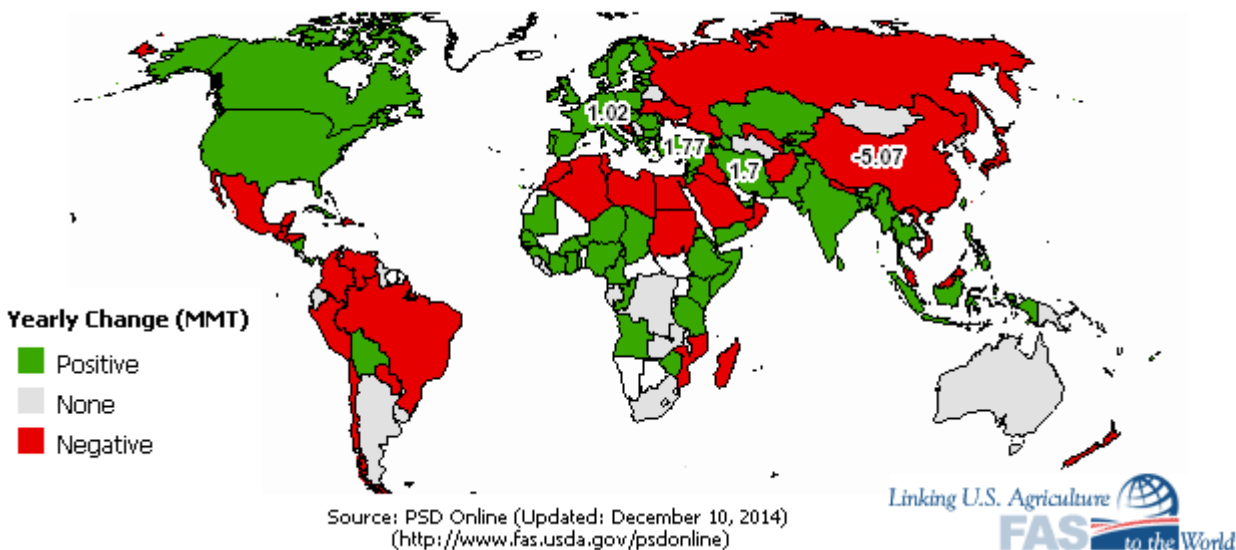 1.02
1.77
1.7
-5.07
Yearly Change (MMT)
Positive
None
Negative
Source: PSD Online (Updated: December 10, 2014)
(http://www.fas.usda.gov/psdonline)
Linking U.S. Agriculture
FAS
to the World